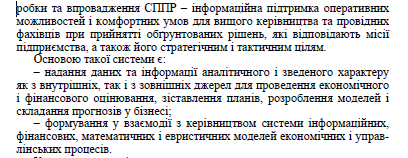 робки та впровадження СППР – інформаційна підтримка оперативних
можливостей і комфортних умов для вищого керівництва та провідних
фахівців при прийнятті обґрунтованих рішень, які відповідають місії
підприємства, а також його стратегічним і тактичним цілям.
Основою такої системи є:
– надання даних та інформації аналітичного і зведеного характеру
як з внутрішніх, так і з зовнішніх джерел для проведення економічного
і фінансового оцінювання, зіставлення планів, розроблення моделей і
складання прогнозів у бізнесі;
– формування у взаємодії з керівництвом системи інформаційних,
фінансових, математичних і евристичних моделей економічних і управ-
лінських процесів.